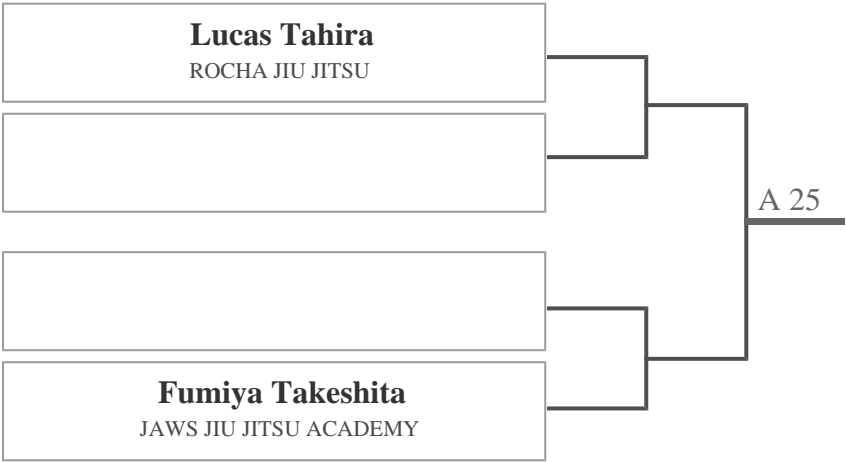 Lucas Tahira
ROCHA JIU JITSU
A 25
Fumiya Takeshita
JAWS JIU JITSU ACADEMY